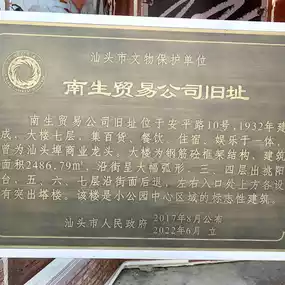 汕头市文物保护单位
南生贸易公司旧址
南生贸易公司旧址位于安平路10号,1932年建
成,大楼七层,集百货、餐饮、住宿、娱乐于一体,
曾为汕头埠商业龙头。大楼为钢筋砼框架结构,建筑
面积2486.79m²,沿街呈大幅弧形,三、四层出挑阳
台,五、六、七层沿街面后退,左右入口处上方各设
有突出塔楼。该楼是小公园中心区域的标志性建筑。
汕头市人民政府
2017年8月公布
2022年6月 立